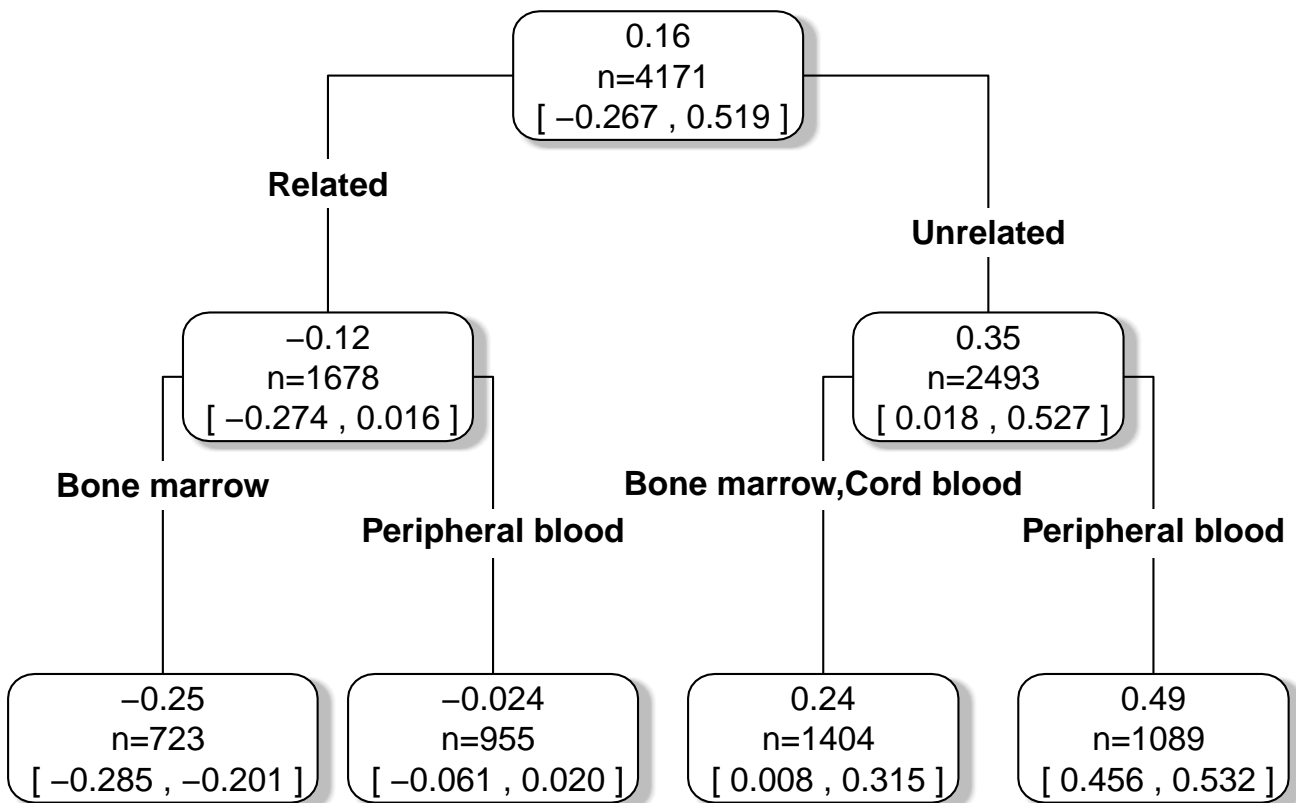 0.16
n=4171
[ −0.267 , 0.519 ]
Related
Unrelated
−0.12
n=1678
[ −0.274 , 0.016 ]
0.35
n=2493
[ 0.018 , 0.527 ]
Bone marrow
Peripheral blood
Bone marrow,Cord blood
Peripheral blood
−0.25
n=723
[ −0.285 , −0.201 ]
−0.024
n=955
[ −0.061 , 0.020 ]
0.24
n=1404
[ 0.008 , 0.315 ]
0.49
n=1089
[ 0.456 , 0.532 ]